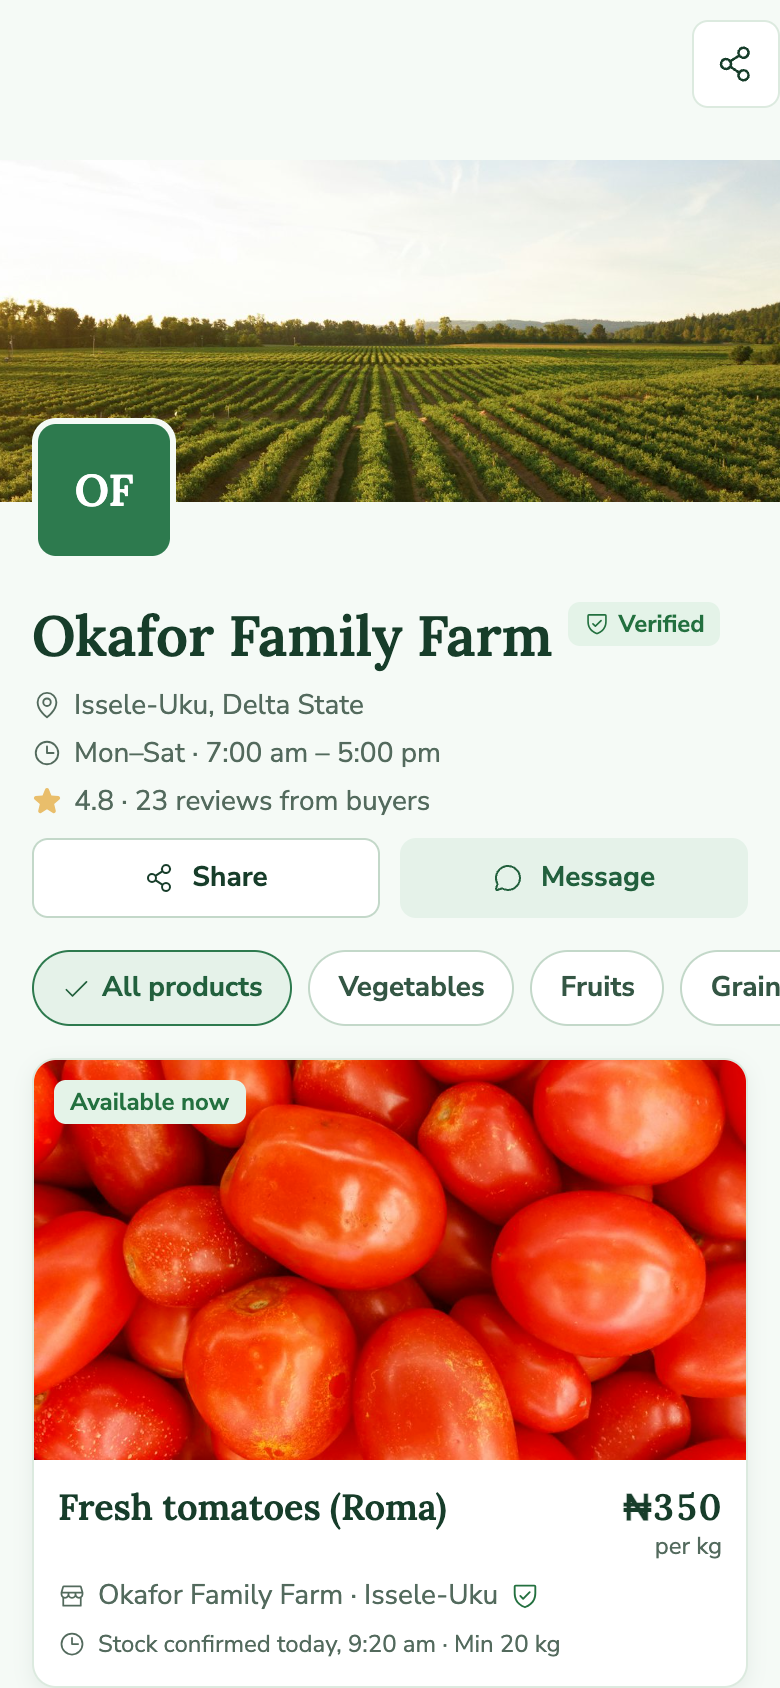 OF
Okafor Family Farm
Verified
Issele-Uku, Delta State
Mon–Sat · 7:00 am – 5:00 pm
4.8 · 23 reviews from buyers
Share
Message
All products
Vegetables
Fruits
Grain
Available now
Fresh tomatoes (Roma)
₦350
per kg
Okafor Family Farm · Issele-Uku
Stock confirmed today, 9:20 am · Min 20 kg